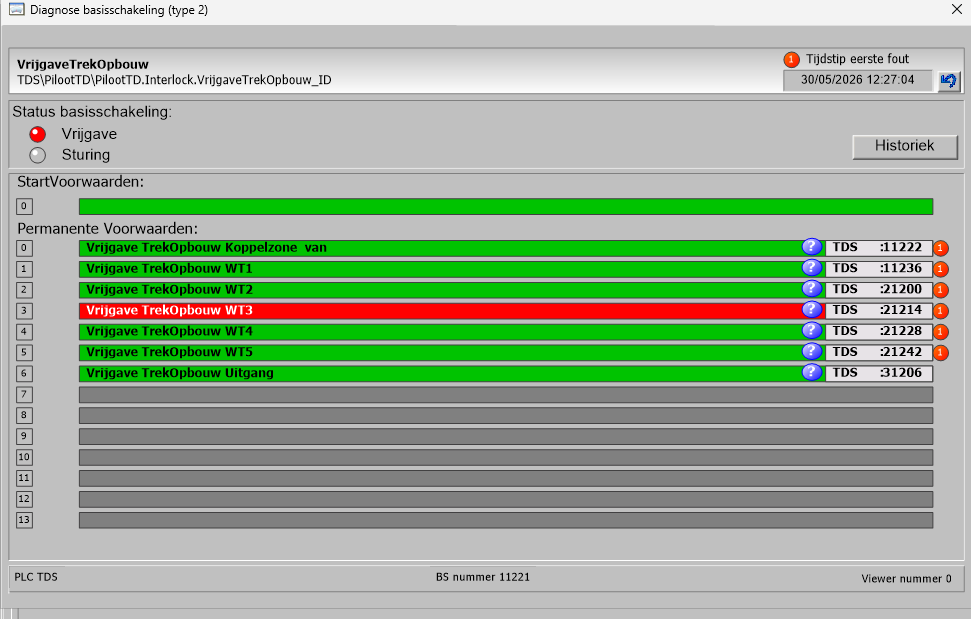 Diagnose basisschakeling (type 2)
VrijgaveTrekOpbouw
TDS\PilootTD\PilootTD.Interlock.VrijgaveTrekOpbouw_ID
1 Tijdstip eerste fout
30/05/2026 12:27:04
Status basisschakeling:
Vrijgave
Sturing
Historiek
StartVoorwaarden:
0
Permanente Voorwaarden:
0 Vrijgave TrekOpbouw Koppelzone van ? TDS :11222 1
1 Vrijgave TrekOpbouw WT1 ? TDS :11236 1
2 Vrijgave TrekOpbouw WT2 ? TDS :21200 1
3 Vrijgave TrekOpbouw WT3 ? TDS :21214 1
4 Vrijgave TrekOpbouw WT4 ? TDS :21228 1
5 Vrijgave TrekOpbouw WT5 ? TDS :21242 1
6 Vrijgave TrekOpbouw Uitgang ? TDS :31206
7
8
9
10
11
12
13
PLC TDS BS nummer 11221 Viewer nummer 0